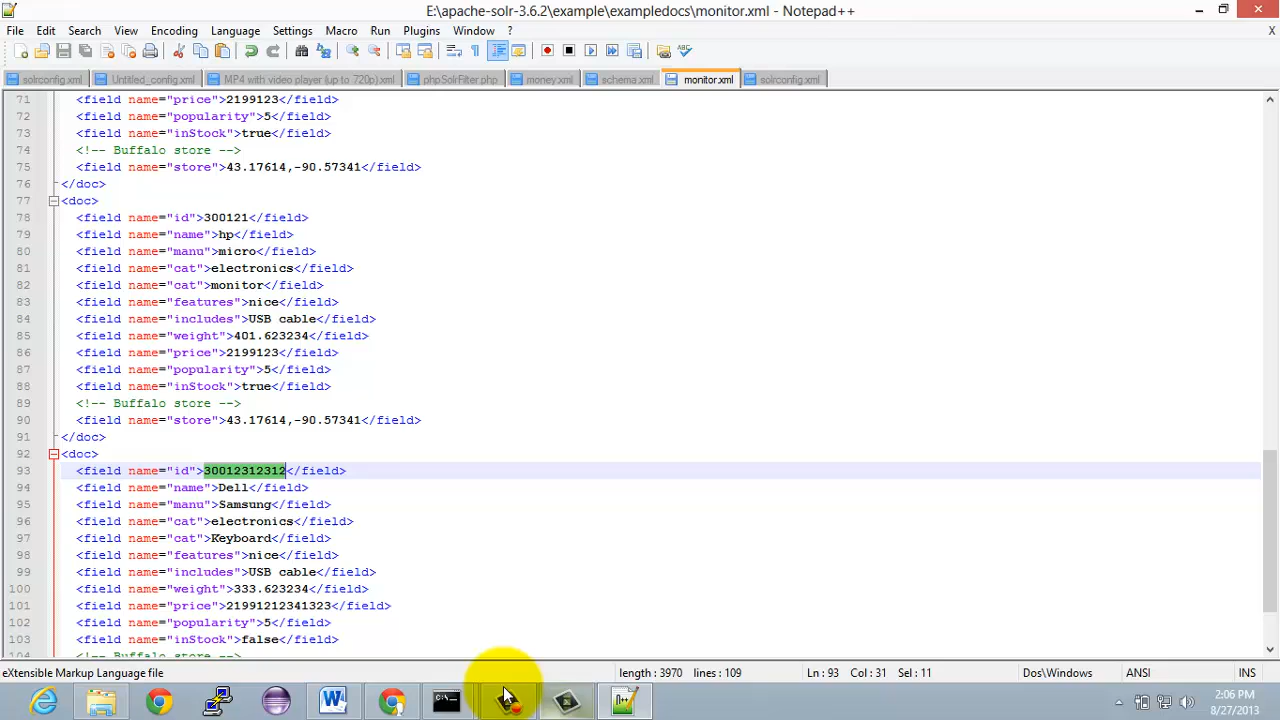 E:\apache-solr-3.6.2\example\exampledocs\monitor.xml - Notepad++
File Edit Search View Encoding Language Settings Macro Run Plugins Window ? X
solrconfig.xml Untitled_config.xml MP4 with video player (up to 720p).xml phpSolrFilter.php money.xml schema.xml monitor.xml solrconfig.xml
71 <field name="price">2199123</field>
72 <field name="popularity">5</field>
73 <field name="inStock">true</field>
74 <!-- Buffalo store -->
75 <field name="store">43.17614,-90.57341</field>
76 </doc>
77 <doc>
78 <field name="id">300121</field>
79 <field name="name">hp</field>
80 <field name="manu">micro</field>
81 <field name="cat">electronics</field>
82 <field name="cat">monitor</field>
83 <field name="features">nice</field>
84 <field name="includes">USB cable</field>
85 <field name="weight">401.623234</field>
86 <field name="price">2199123</field>
87 <field name="popularity">5</field>
88 <field name="inStock">true</field>
89 <!-- Buffalo store -->
90 <field name="store">43.17614,-90.57341</field>
91 </doc>
92 <doc>
93 <field name="id">30012312312</field>
94 <field name="name">Dell</field>
95 <field name="manu">Samsung</field>
96 <field name="cat">electronics</field>
97 <field name="cat">Keyboard</field>
98 <field name="features">nice</field>
99 <field name="includes">USB cable</field>
100 <field name="weight">333.623234</field>
101 <field name="price">21991212341323</field>
102 <field name="popularity">5</field>
103 <field name="inStock">false</field>
104 <!-- Buffalo store -->
eXtensible Markup Language file length : 3970 lines : 109 Ln : 93 Col : 31 Sel : 11 Dos\Windows ANSI INS
2:06 PM
8/27/2013